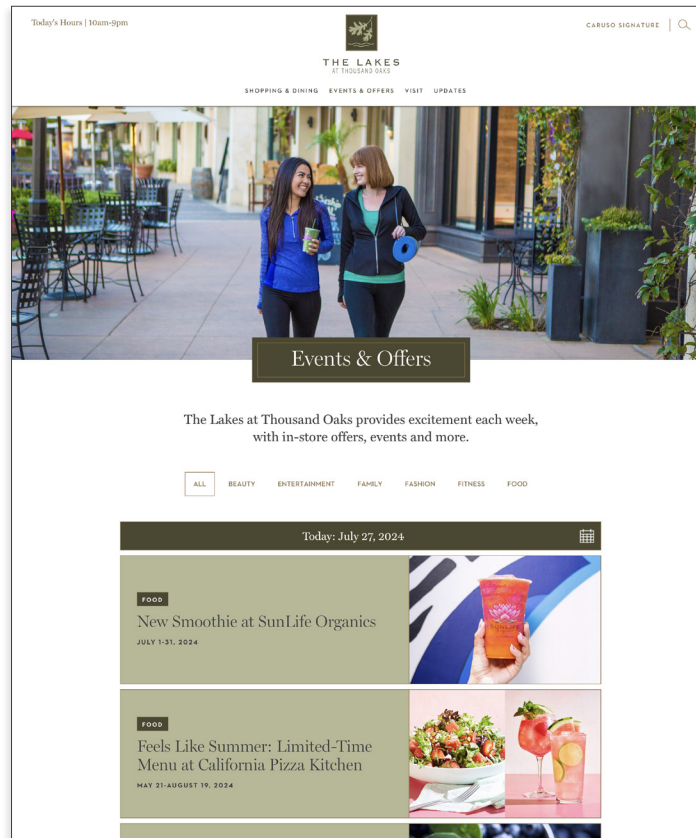 Today's Hours | 10am-9pm
CARUSO SIGNATURE
THE LAKES
AT THOUSAND OAKS
SHOPPING & DINING EVENTS & OFFERS VISIT UPDATES
Events & Offers
The Lakes at Thousand Oaks provides excitement each week,
with in-store offers, events and more.
ALL BEAUTY ENTERTAINMENT FAMILY FASHION FITNESS FOOD
Today: July 27, 2024
FOOD
New Smoothie at SunLife Organics
JULY 1-31, 2024
SUNLIFE
FOOD
Feels Like Summer: Limited-Time
Menu at California Pizza Kitchen
MAY 21-AUGUST 19, 2024